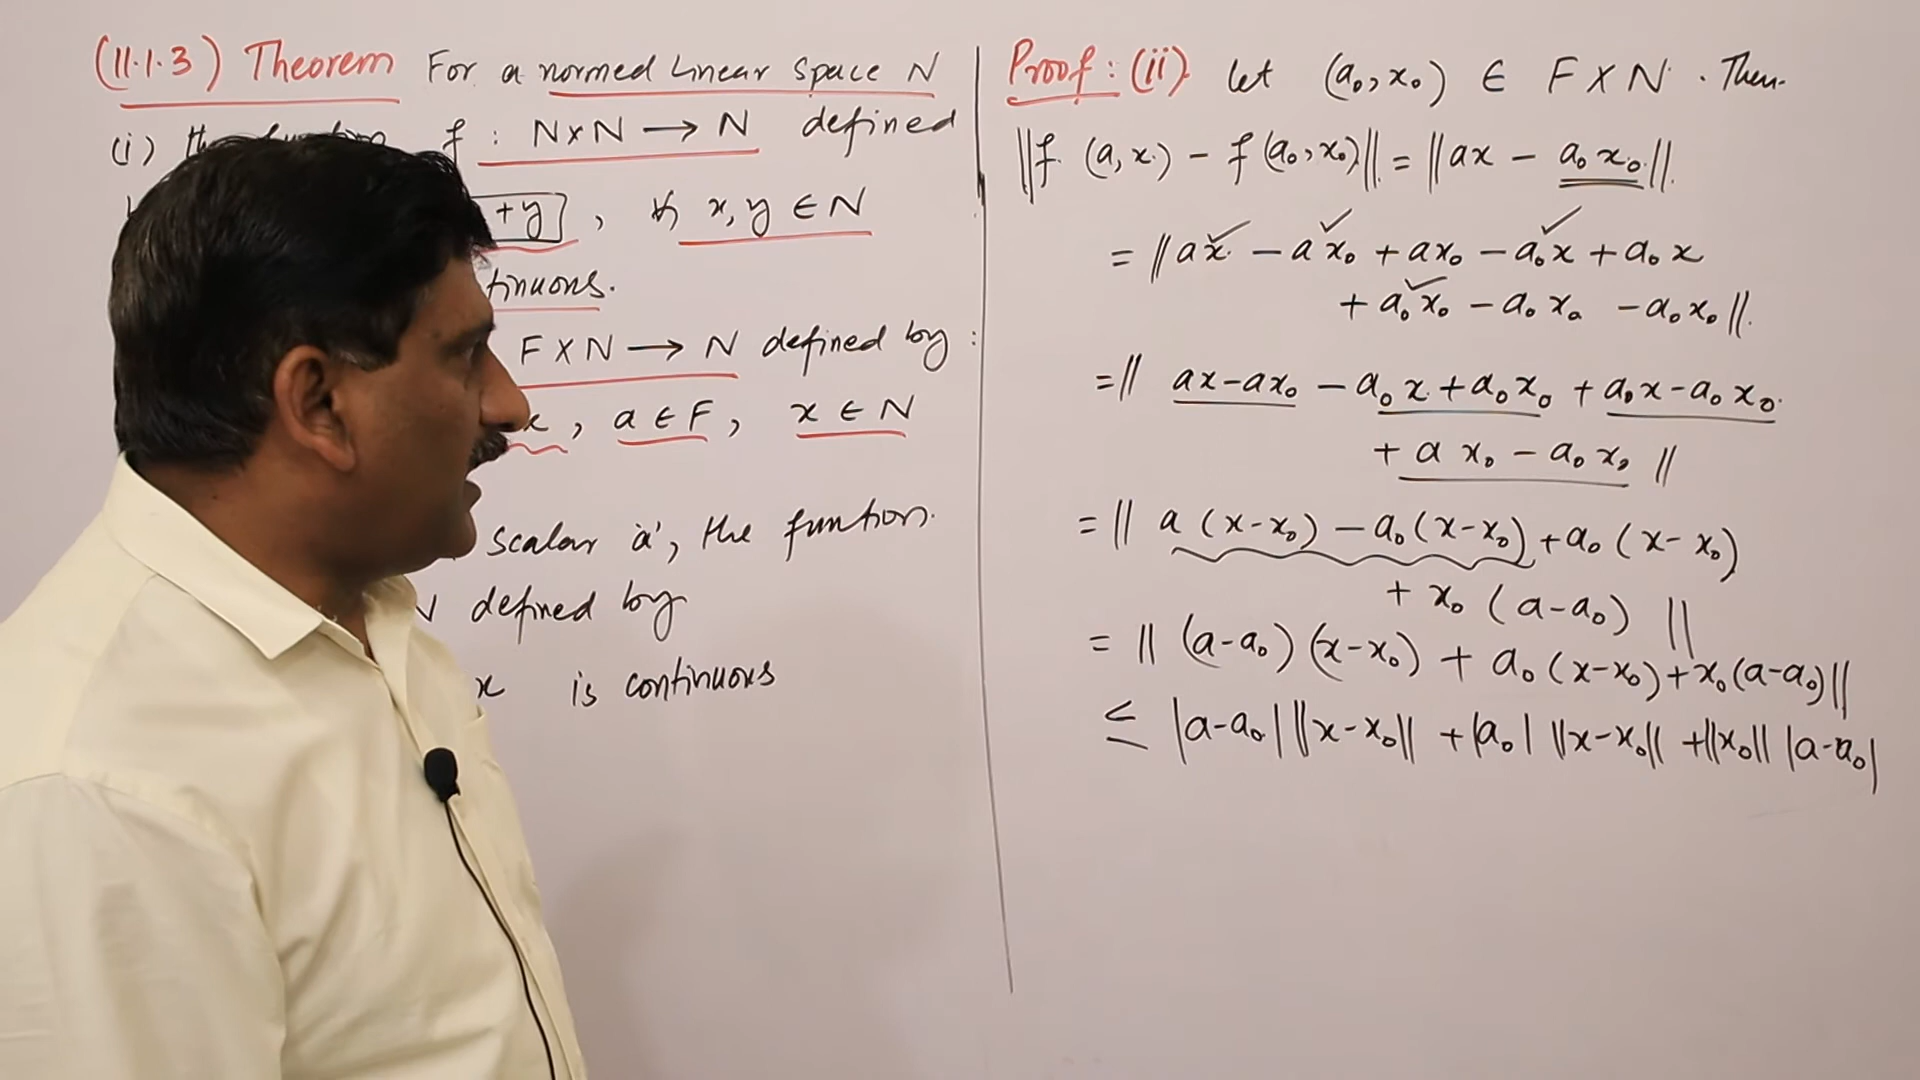 (11.1.3) Theorem For a normed Linear Space N
(i) the function f : N×N → N defined
+y , ∀ x, y ∈ N
tinuous.
F×N → N defined by :
x , a ∈ F , x ∈ N
scalar 'a', the funtion.
N defined by
x is continuous
Proof : (ii). Let (a₀, x₀) ∈ F×N . Then.
||f (a, x) - f(a₀, x₀)|| = ||ax - a₀x₀||.
= ||ax - ax₀ + ax₀ - a₀x + a₀x
+ a₀x₀ - a₀x₀ - a₀x₀||.
= || ax-ax₀ - a₀x + a₀x₀ + a₀x - a₀x₀
+ a x₀ - a₀x₀ ||
= || a (x-x₀) - a₀(x-x₀) + a₀(x-x₀)
+ x₀ (a-a₀) ||
= || (a-a₀)(x-x₀) + a₀(x-x₀)+x₀(a-a₀)||
≤ |a-a₀| ||x-x₀|| + |a₀| ||x-x₀|| + ||x₀|| |a-a₀|